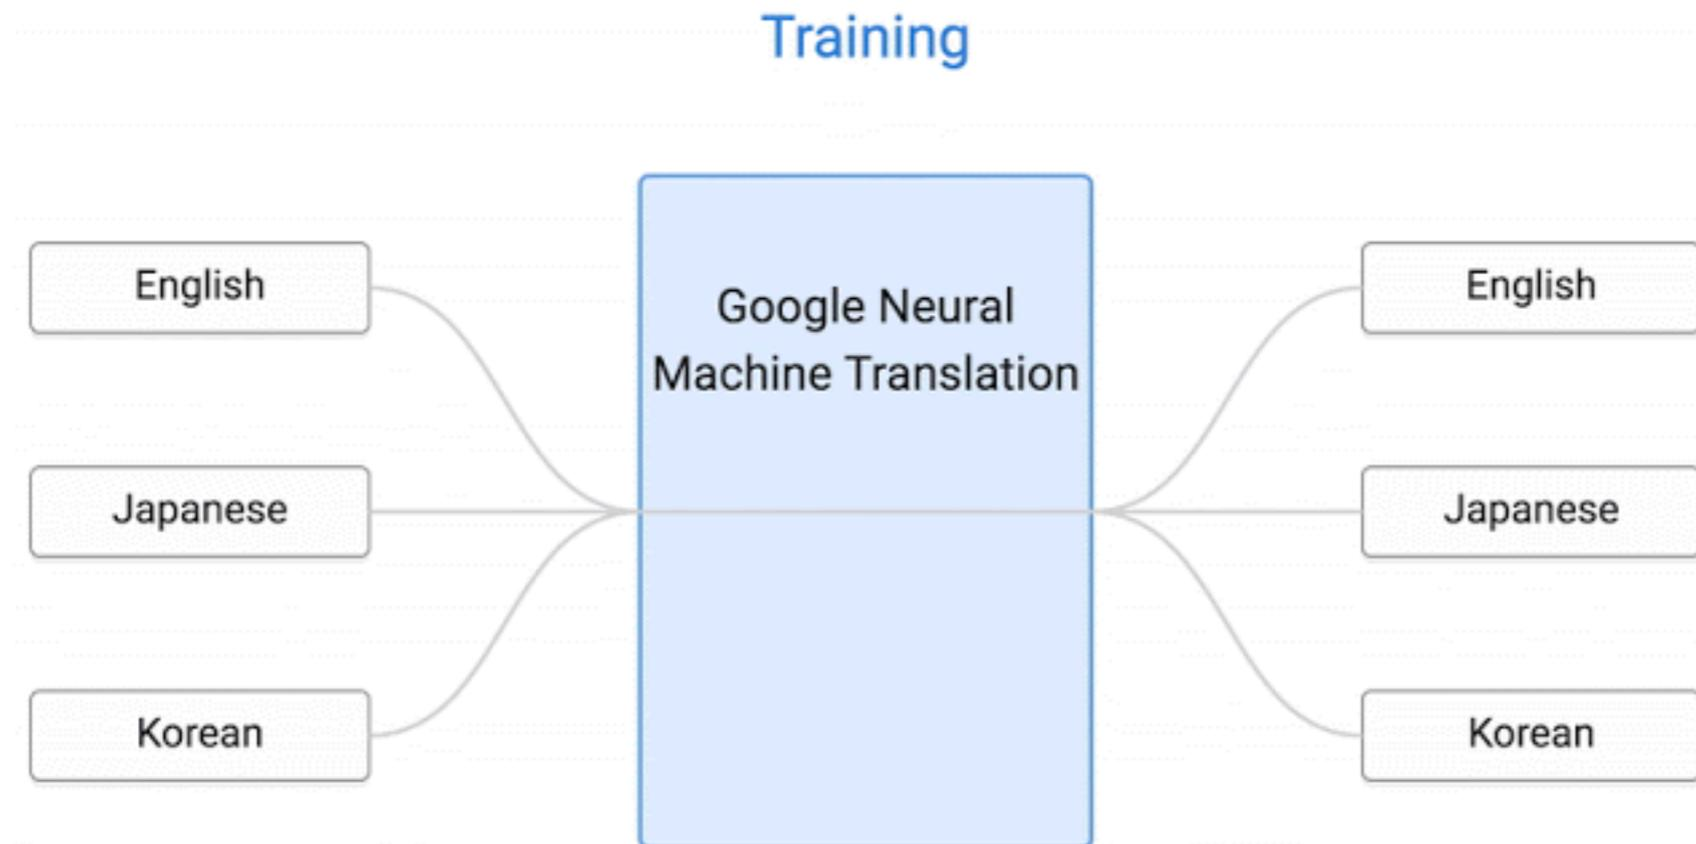 Training
English
Japanese
Korean
Google Neural
Machine Translation
English
Japanese
Korean